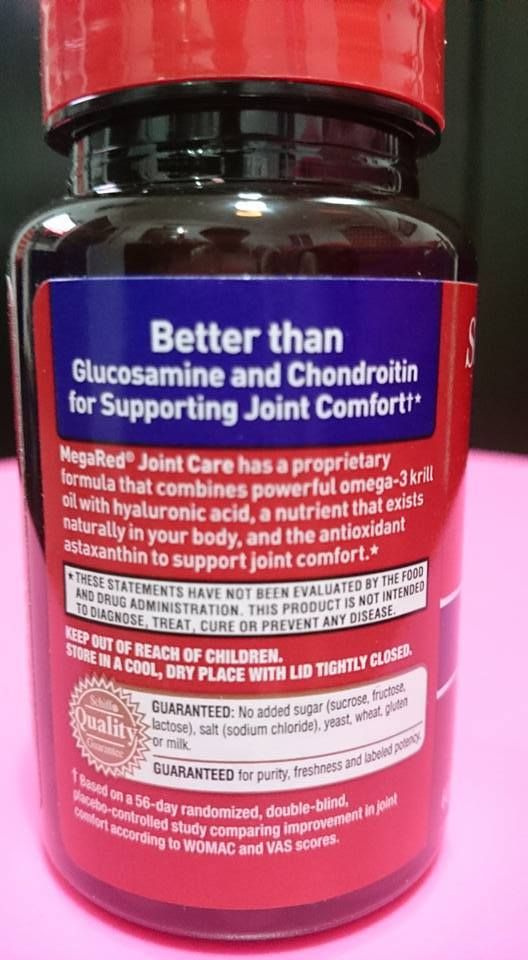 Better than
Glucosamine and Chondroitin
for Supporting Joint Comfort†*
MegaRed® Joint Care has a proprietary
formula that combines powerful omega-3 krill
oil with hyaluronic acid, a nutrient that exists
naturally in your body, and the antioxidant
astaxanthin to support joint comfort.*
*THESE STATEMENTS HAVE NOT BEEN EVALUATED BY THE FOOD
AND DRUG ADMINISTRATION. THIS PRODUCT IS NOT INTENDED
TO DIAGNOSE, TREAT, CURE OR PREVENT ANY DISEASE.
KEEP OUT OF REACH OF CHILDREN.
STORE IN A COOL, DRY PLACE WITH LID TIGHTLY CLOSED.
Schiff®
Quality
Guarantee
GUARANTEED: No added sugar (sucrose, fructose,
lactose), salt (sodium chloride), yeast, wheat, gluten
or milk.
GUARANTEED for purity, freshness and labeled potency.
† Based on a 56-day randomized, double-blind,
placebo-controlled study comparing improvement in joint
comfort according to WOMAC and VAS scores.
S